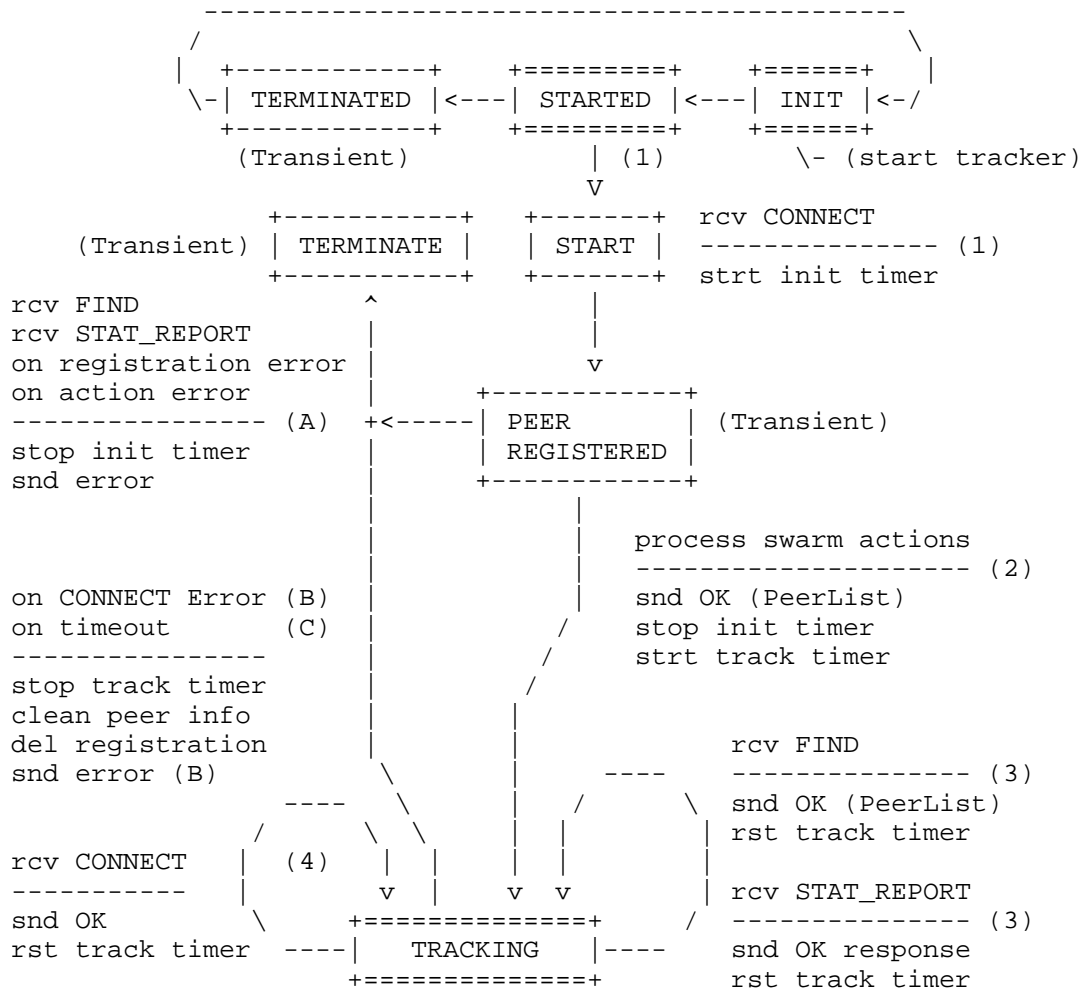 --------------------------------------------
/ \
| +------------+ +=========+ +======+ |
\-| TERMINATED |<---| STARTED |<---| INIT |<-/
+------------+ +=========+ +======+
(Transient) | (1) \- (start tracker)
V
+-----------+ +-------+ rcv CONNECT
(Transient) | TERMINATE | | START | --------------- (1)
+-----------+ +-------+ strt init timer
rcv FIND ^ |
rcv STAT_REPORT | |
on registration error | v
on action error | +------------+
---------------- (A) +<-----| PEER | (Transient)
stop init timer | | REGISTERED |
snd error | +------------+
| |
| | process swarm actions
| | --------------------- (2)
on CONNECT Error (B) | | snd OK (PeerList)
on timeout (C) | / stop init timer
---------------- | / strt track timer
stop track timer | /
clean peer info | |
del registration | | rcv FIND
snd error (B) \ | ---- --------------- (3)
---- \ | / \ snd OK (PeerList)
/ \ \ | | | rst track timer
rcv CONNECT | (4) | | | | |
----------- | v | v v | rcv STAT_REPORT
snd OK \ +==============+ / --------------- (3)
rst track timer ----| TRACKING |---- snd OK response
+==============+ rst track timer